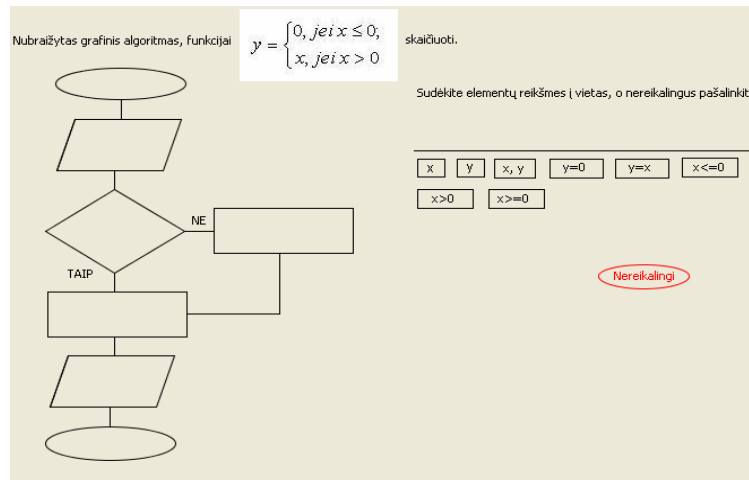 Nubraižytas grafinis algoritmas, funkcijai y = { 0, jei x ≤ 0; x, jei x > 0 skaičiuoti.
Sudėkite elementų reikšmes į vietas, o nereikalingus pašalinkit
x y x, y y=0 y=x x<=0
x>0 x>=0
NE
TAIP
Nereikalingi